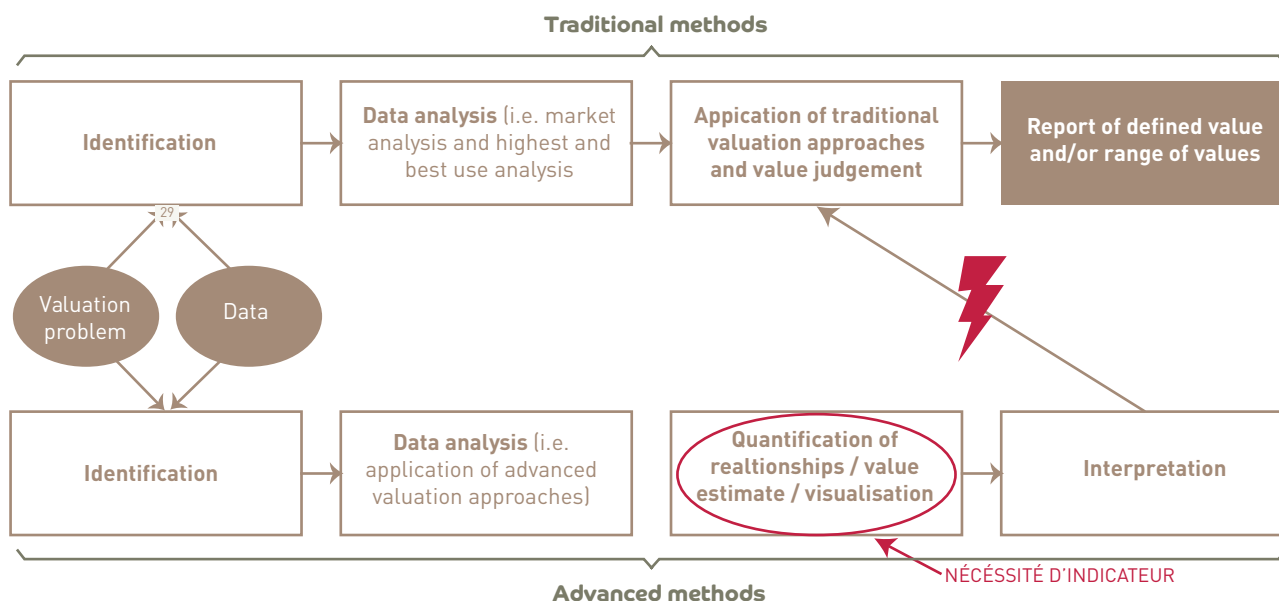 Traditional methods
Identification
Data analysis (i.e. market
analysis and highest and
best use analysis
Appication of traditional
valuation approaches
and value judgement
Report of defined value
and/or range of values
29
Valuation
problem
Data
Identification
Data analysis (i.e.
application of advanced
valuation approaches)
Quantification of
realtionships / value
estimate / visualisation
Interpretation
NÉCÉSSITÉ D'INDICATEUR
Advanced methods